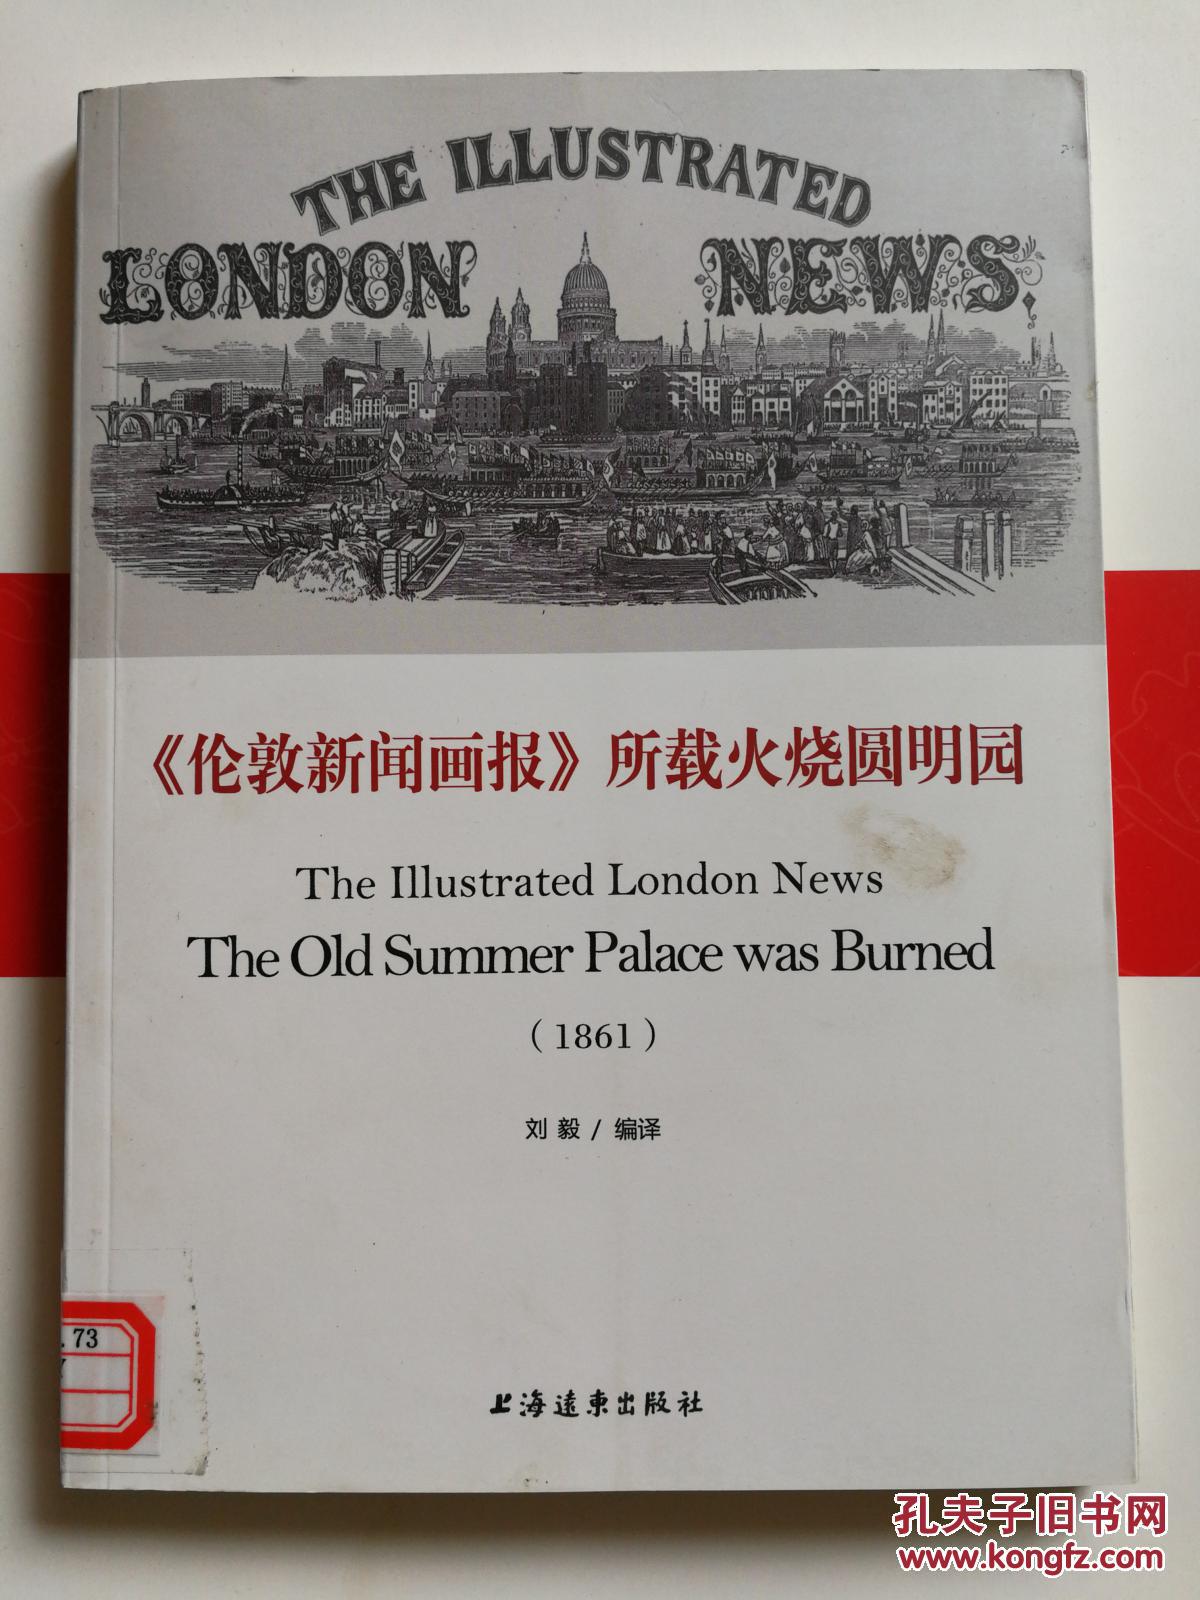 THE ILLUSTRATED
LONDON NEWS.
《伦敦新闻画报》所载火烧圆明园
The Illustrated London News
The Old Summer Palace was Burned
（1861）
刘 毅 / 编译
.73
上海遠東出版社
孔夫子旧书网
www.kongfz.com